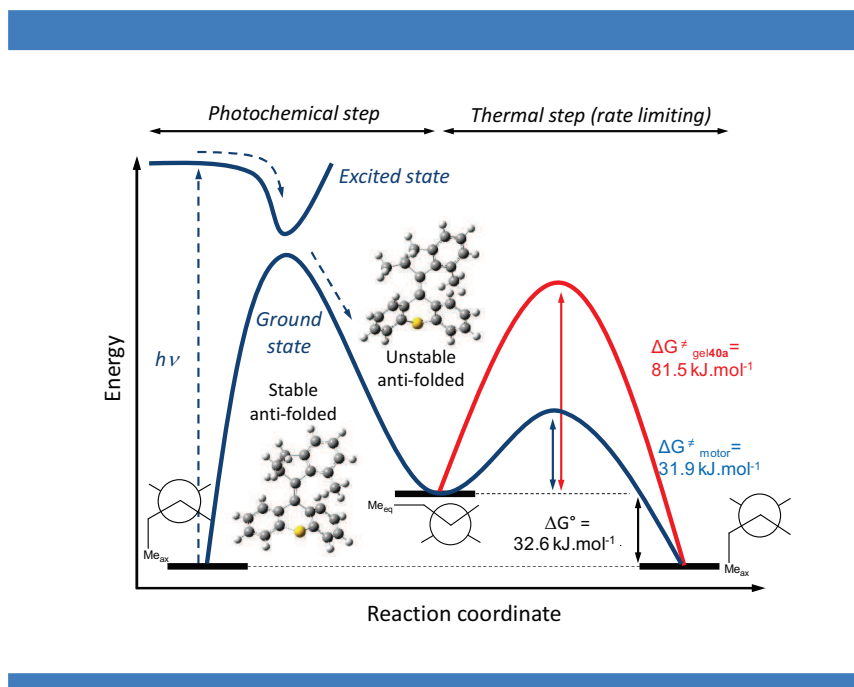 Photochemical step
Thermal step (rate limiting)
Excited state
Ground
state
hν
Unstable
anti-folded
Stable
anti-folded
ΔG≠ gel40a=
81.5 kJ.mol-1
ΔG≠ motor=
31.9 kJ.mol-1
Meeq
ΔG° =
32.6 kJ.mol-1 .
Meax
Meax
Energy
Reaction coordinate